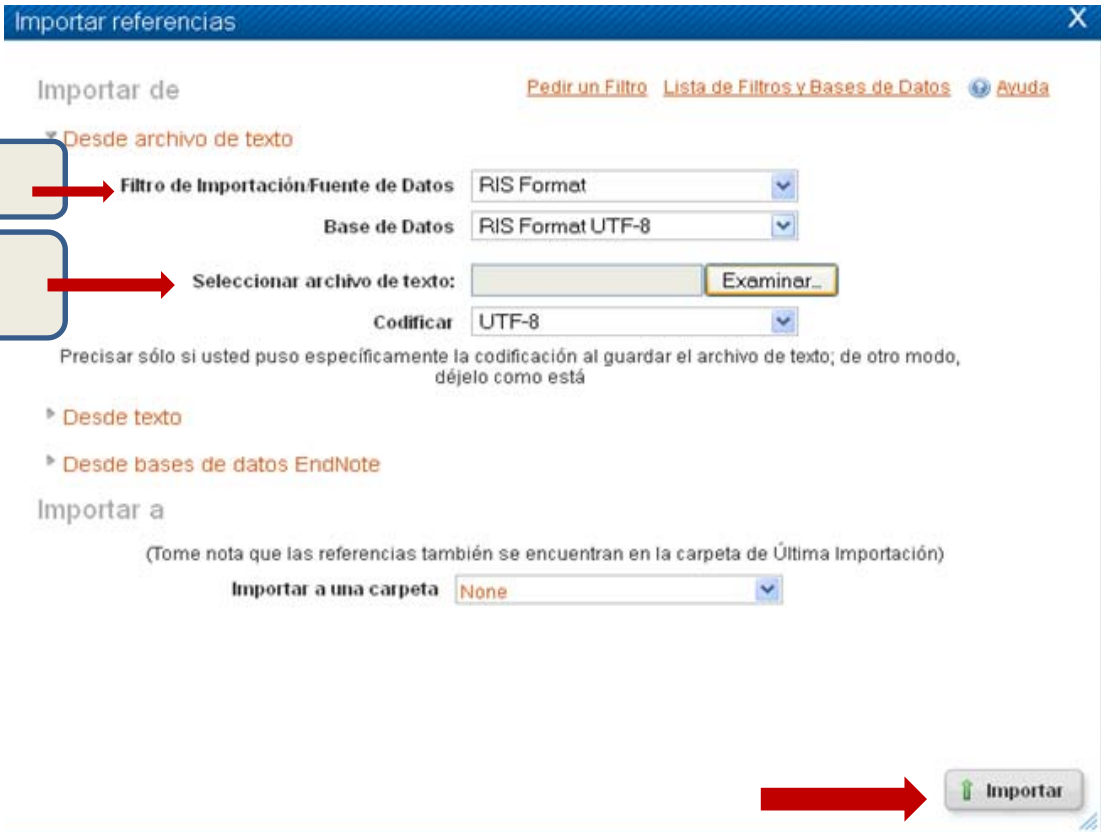 Importar referencias X
Importar de Pedir un Filtro Lista de Filtros y Bases de Datos Ayuda
Desde archivo de texto
Filtro de Importación/Fuente de Datos RIS Format
Base de Datos RIS Format UTF-8
Seleccionar archivo de texto: Examinar...
Codificar UTF-8
Precisar sólo si usted puso específicamente la codificación al guardar el archivo de texto; de otro modo,
déjelo como está
Desde texto
Desde bases de datos EndNote
Importar a
(Tome nota que las referencias también se encuentran en la carpeta de Última Importación)
Importar a una carpeta None
Importar